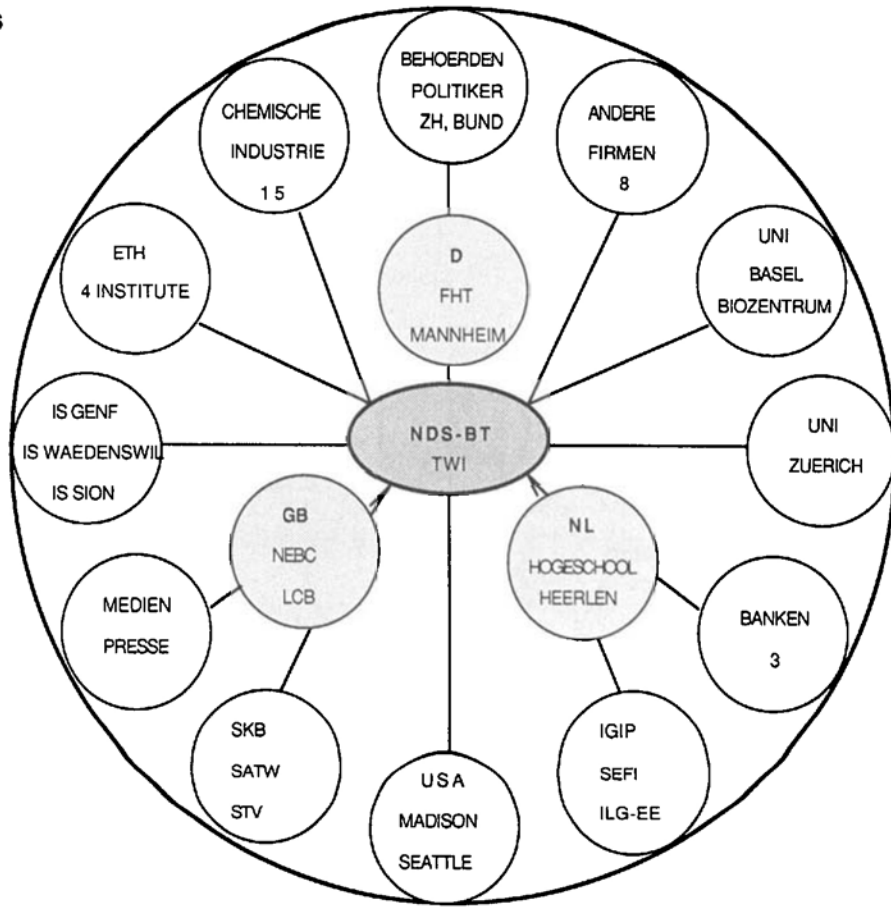 BEHOERDEN
POLITIKER
ZH, BUND
CHEMISCHE
INDUSTRIE
15
ANDERE
FIRMEN
8
ETH
4 INSTITUTE
D
FHT
MANNHEIM
UNI
BASEL
BIOZENTRUM
IS GENF
IS WAEDENSWIL
IS SION
NDS-BT
TWI
UNI
ZUERICH
GB
NEBC
LCB
NL
HOGESCHOOL
HEERLEN
MEDIEN
PRESSE
BANKEN
3
SKB
SATW
STV
USA
MADISON
SEATTLE
IGIP
SEFI
ILG-EE